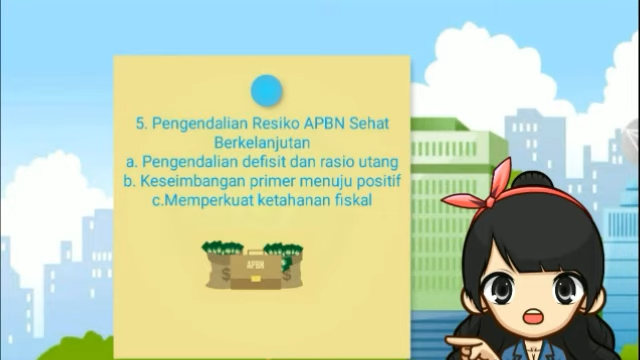 5. Pengendalian Resiko APBN Sehat
Berkelanjutan
a. Pengendalian defisit dan rasio utang
b. Keseimbangan primer menuju positif
c.Memperkuat ketahanan fiskal
$ APBN $